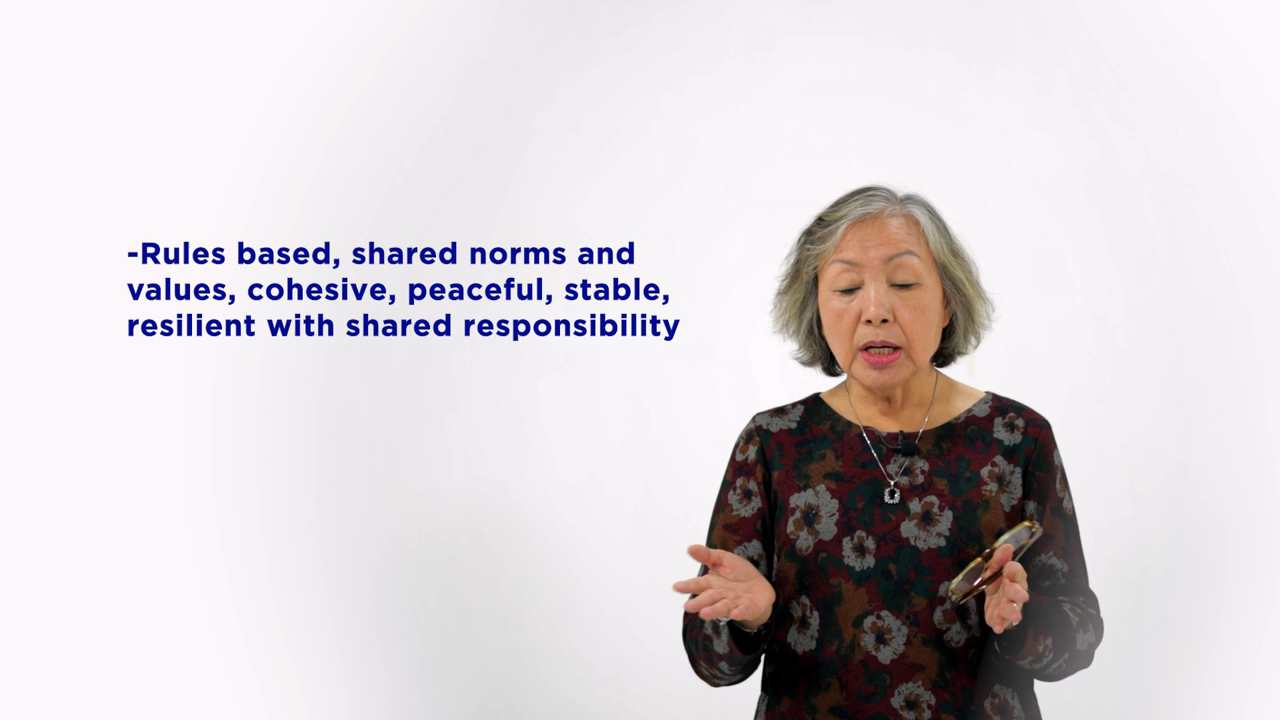 -Rules based, shared norms and
values, cohesive, peaceful, stable,
resilient with shared responsibility